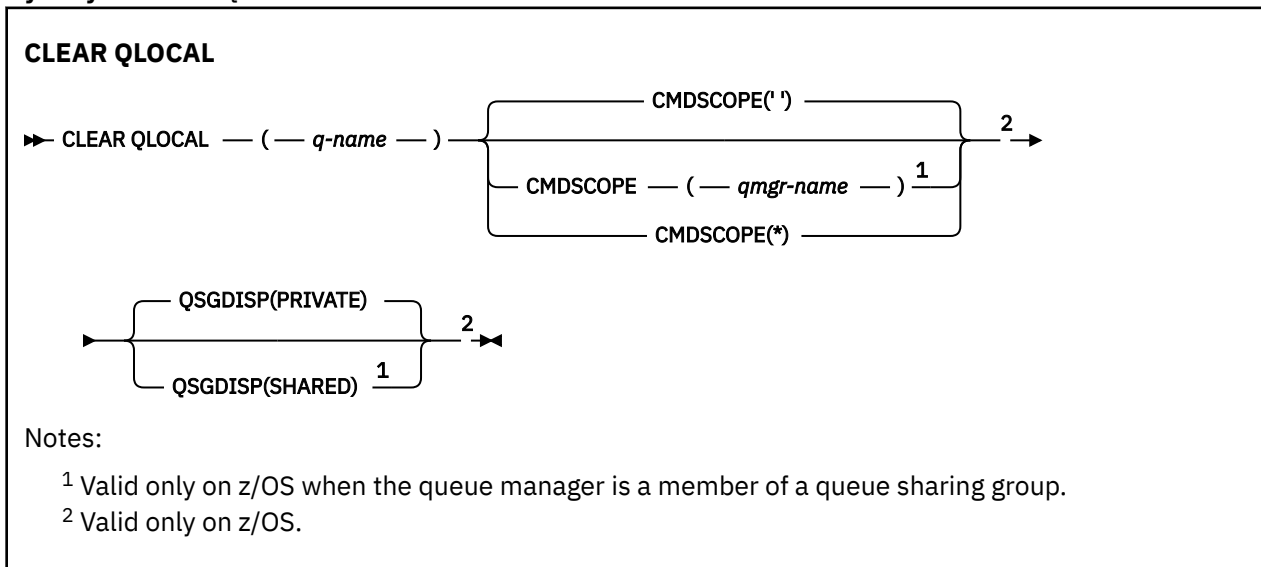 CLEAR QLOCAL
CMDSCOPE(' ')
CLEAR QLOCAL ( q-name ) 2
CMDSCOPE ( qmgr-name ) 1
CMDSCOPE(*)
QSGDISP(PRIVATE)
2
QSGDISP(SHARED) 1
Notes:
1 Valid only on z/OS when the queue manager is a member of a queue sharing group.
2 Valid only on z/OS.